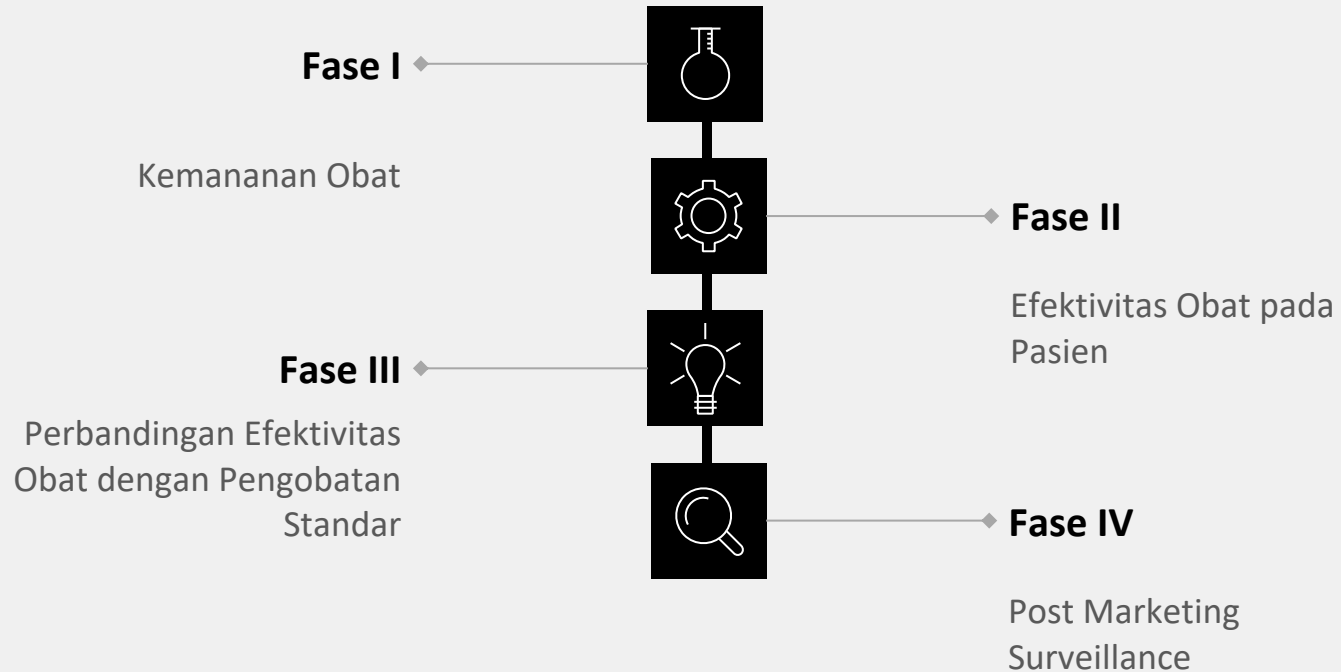 Fase I
Kemananan Obat
Fase II
Efektivitas Obat pada
Pasien
Fase III
Perbandingan Efektivitas
Obat dengan Pengobatan
Standar
Fase IV
Post Marketing
Surveillance